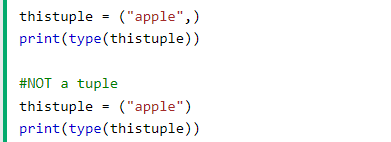 thistuple = ("apple",)
print(type(thistuple))
#NOT a tuple
thistuple = ("apple")
print(type(thistuple))